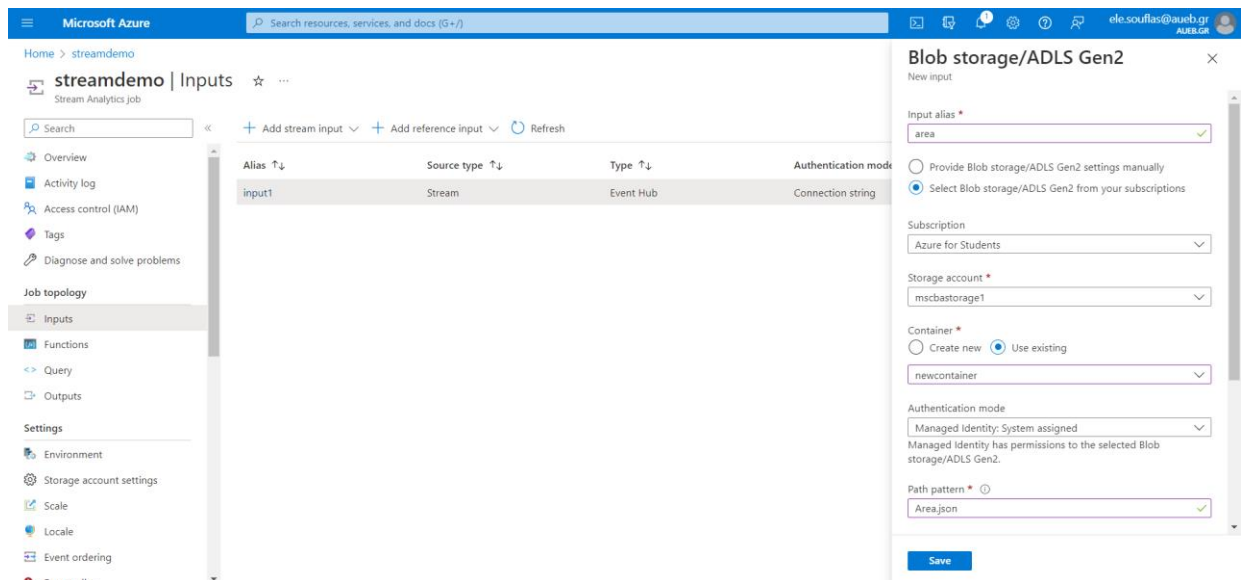 Microsoft Azure
Search resources, services, and docs (G+/)
1
ele.souflas@aueb.gr
AUEB.GR
Home > streamdemo
streamdemo | Inputs
Stream Analytics job
Search
Overview
Activity log
Access control (IAM)
Tags
Diagnose and solve problems
Job topology
Inputs
Functions
Query
Outputs
Settings
Environment
Storage account settings
Scale
Locale
Event ordering
+ Add stream input + Add reference input Refresh
Alias ↑↓ Source type ↑↓ Type ↑↓ Authentication mode
input1 Stream Event Hub Connection string
Blob storage/ADLS Gen2
New input
Input alias *
area
Provide Blob storage/ADLS Gen2 settings manually
Select Blob storage/ADLS Gen2 from your subscriptions
Subscription
Azure for Students
Storage account *
mscbastorage1
Container *
Create new Use existing
newcontainer
Authentication mode
Managed Identity: System assigned
Managed Identity has permissions to the selected Blob
storage/ADLS Gen2.
Path pattern *
Area.json
Save